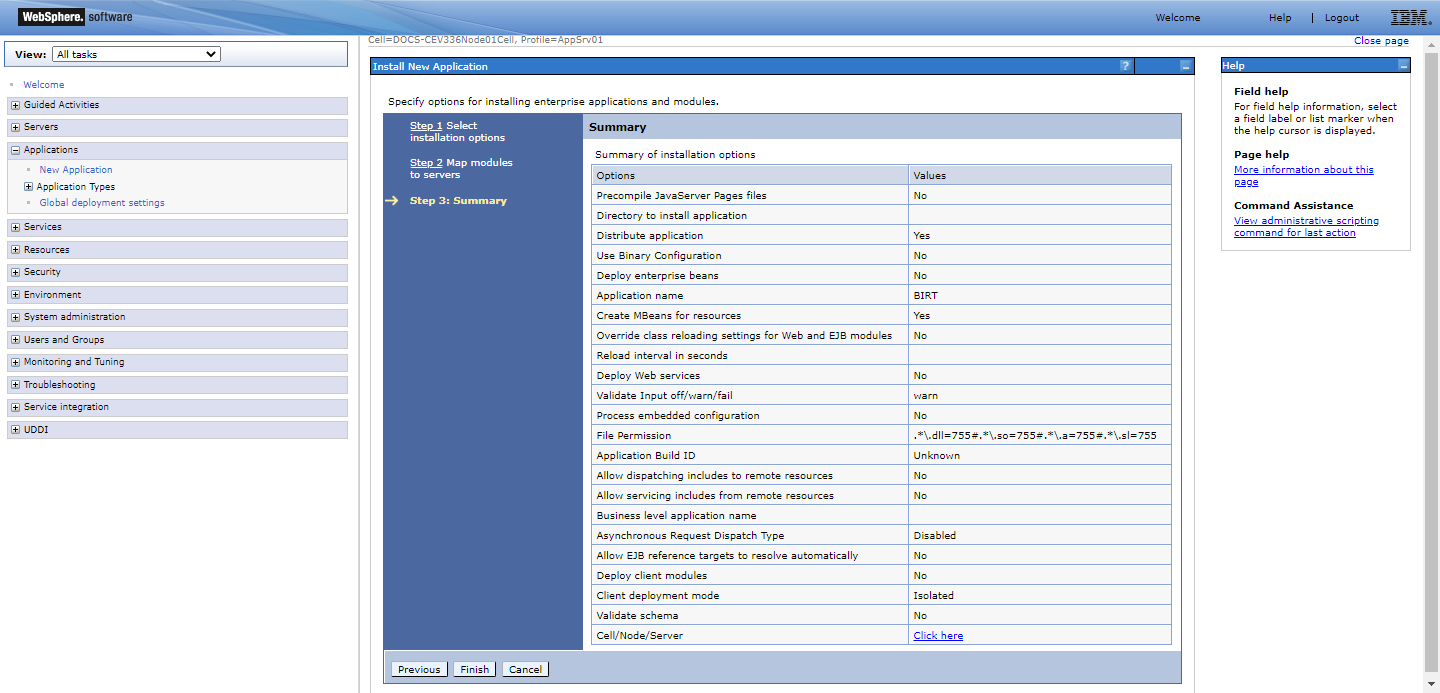 WebSphere. software
Welcome
Help | Logout
IBM.
View: All tasks
Welcome
Guided Activities
Servers
Applications
New Application
Application Types
Global deployment settings
Services
Resources
Security
Environment
System administration
Users and Groups
Monitoring and Tuning
Troubleshooting
Service integration
UDDI
Cell=DOCS-CEV336Node01Cell, Profile=AppSrv01
Close page
Install New Application
?
Specify options for installing enterprise applications and modules.
Step 1 Select
installation options
Step 2 Map modules
to servers
Step 3: Summary
Summary
Summary of installation options
Options Values
Precompile JavaServer Pages files No
Directory to install application
Distribute application Yes
Use Binary Configuration No
Deploy enterprise beans No
Application name BIRT
Create MBeans for resources Yes
Override class reloading settings for Web and EJB modules No
Reload interval in seconds
Deploy Web services No
Validate Input off/warn/fail warn
Process embedded configuration No
File Permission .*\.dll=755#.*\.so=755#.*\.a=755#.*\.sl=755
Application Build ID Unknown
Allow dispatching includes to remote resources No
Allow servicing includes from remote resources No
Business level application name
Asynchronous Request Dispatch Type Disabled
Allow EJB reference targets to resolve automatically No
Deploy client modules No
Client deployment mode Isolated
Validate schema No
Cell/Node/Server Click here
Previous Finish Cancel
Help
Field help
For field help information, select
a field label or list marker when
the help cursor is displayed.
Page help
More information about this
page
Command Assistance
View administrative scripting
command for last action